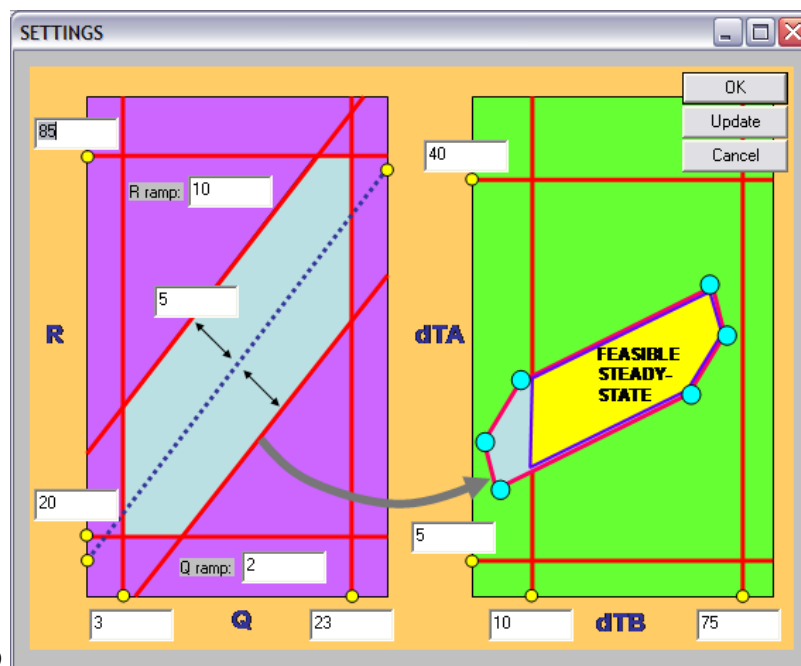 SETTINGS
OK
Update
Cancel
85
40
R ramp: 10
5
R
dTA
FEASIBLE
STEADY-
STATE
20
5
Q ramp: 2
3
Q
23
10
dTB
75